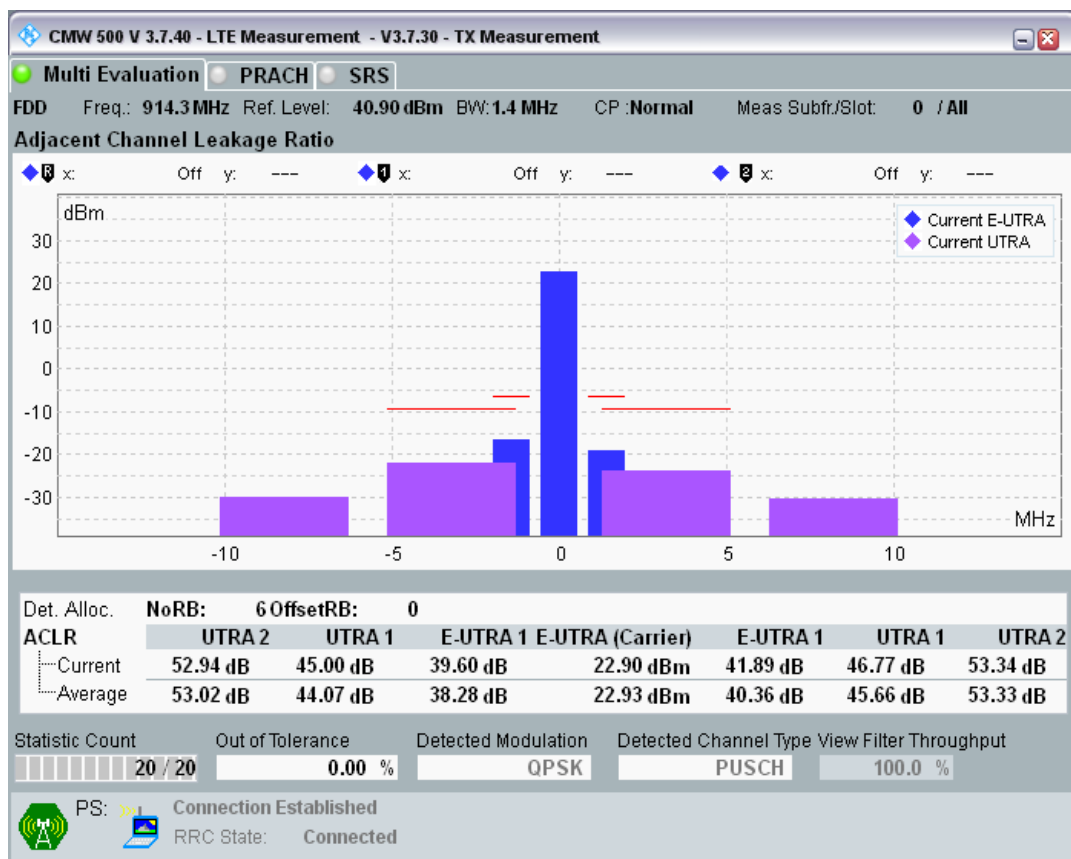 CMW 500 V 3.7.40 - LTE Measurement - V3.7.30 - TX Measurement
Multi Evaluation PRACH SRS
FDD Freq.: 914.3 MHz Ref. Level: 40.90 dBm BW: 1.4 MHz CP :Normal Meas Subfr./Slot: 0 / All
Adjacent Channel Leakage Ratio
R x: Off y: --- 1 x: Off y: --- 2 x: Off y: ---
dBm
Current E-UTRA
Current UTRA
30
20
10
0
-10
-20
-30
MHz
-10 -5 0 5 10
Det. Alloc. NoRB: 6 OffsetRB: 0
ACLR UTRA 2 UTRA 1 E-UTRA 1 E-UTRA (Carrier) E-UTRA 1 UTRA 1 UTRA 2
Current 52.94 dB 45.00 dB 39.60 dB 22.90 dBm 41.89 dB 46.77 dB 53.34 dB
Average 53.02 dB 44.07 dB 38.28 dB 22.93 dBm 40.36 dB 45.66 dB 53.33 dB
Statistic Count Out of Tolerance Detected Modulation Detected Channel Type View Filter Throughput
20 / 20 0.00 % QPSK PUSCH 100.0 %
PS: Connection Established
RRC State: Connected